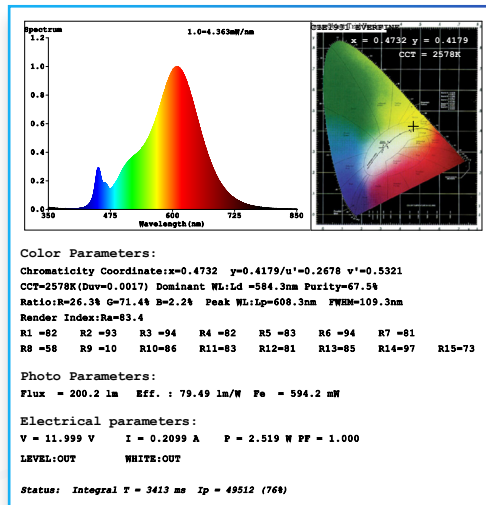 Spectrum
1.0=4.363mW/nm
1.2
1.0
0.8
0.6
0.4
0.2
0.0
350 475 600 725 850
Wavelength(nm)
x = 0.4732 y = 0.4179
CCT = 2578K
Color Parameters:
Chromaticity Coordinate:x=0.4732 y=0.4179/u'=0.2678 v'=0.5321
CCT=2578K(Duv=0.0017) Dominant WL:Ld =584.3nm Purity=67.5%
Ratio:R=26.3% G=71.4% B=2.2% Peak WL:Lp=608.3nm FWHM=109.3nm
Render Index:Ra=83.4
R1 =82 R2 =93 R3 =94 R4 =82 R5 =83 R6 =94 R7 =81
R8 =58 R9 =10 R10=86 R11=83 R12=81 R13=85 R14=97 R15=73
Photo Parameters:
Flux = 200.2 lm Eff. : 79.49 lm/W Fe = 594.2 mW
Electrical parameters:
V = 11.999 V I = 0.2099 A P = 2.519 W PF = 1.000
LEVEL:OUT WHITE:OUT
Status: Integral T = 3413 ms Ip = 49512 (76%)